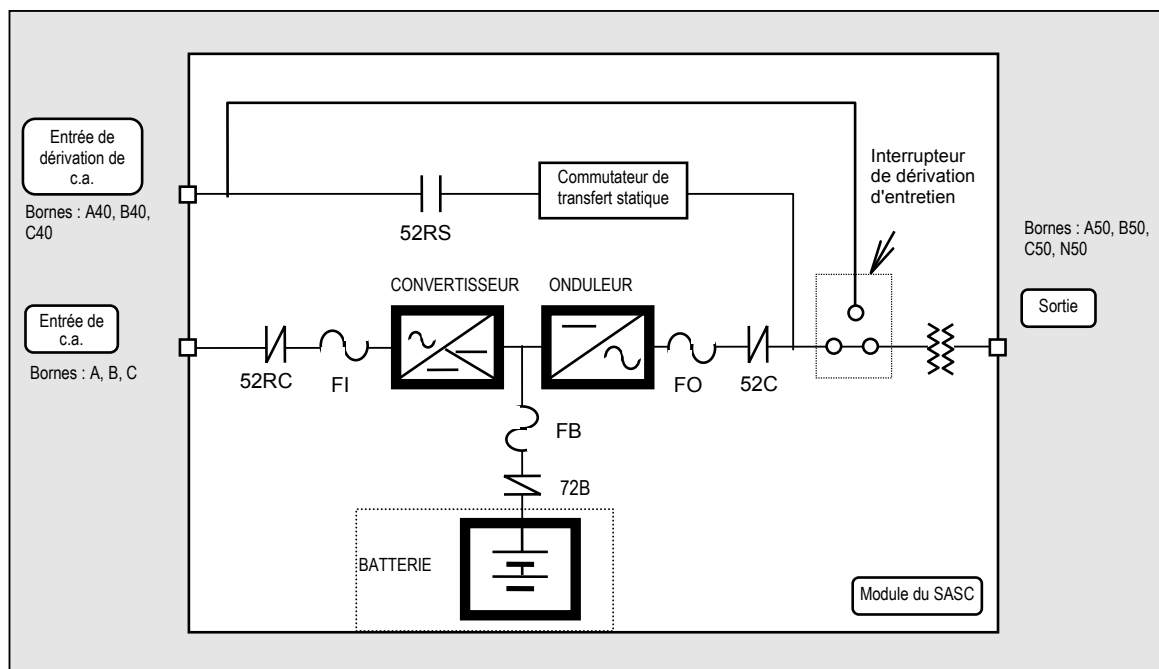 Entrée de
dérivation de
c.a.
Bornes : A40, B40,
C40
52RS
Commutateur de
transfert statique
Interrupteur
de dérivation
d'entretien
Bornes : A50, B50,
C50, N50
Sortie
Entrée de
c.a.
Bornes : A, B, C
52RC
FI
CONVERTISSEUR
ONDULEUR
FO
52C
FB
72B
BATTERIE
Module du SASC